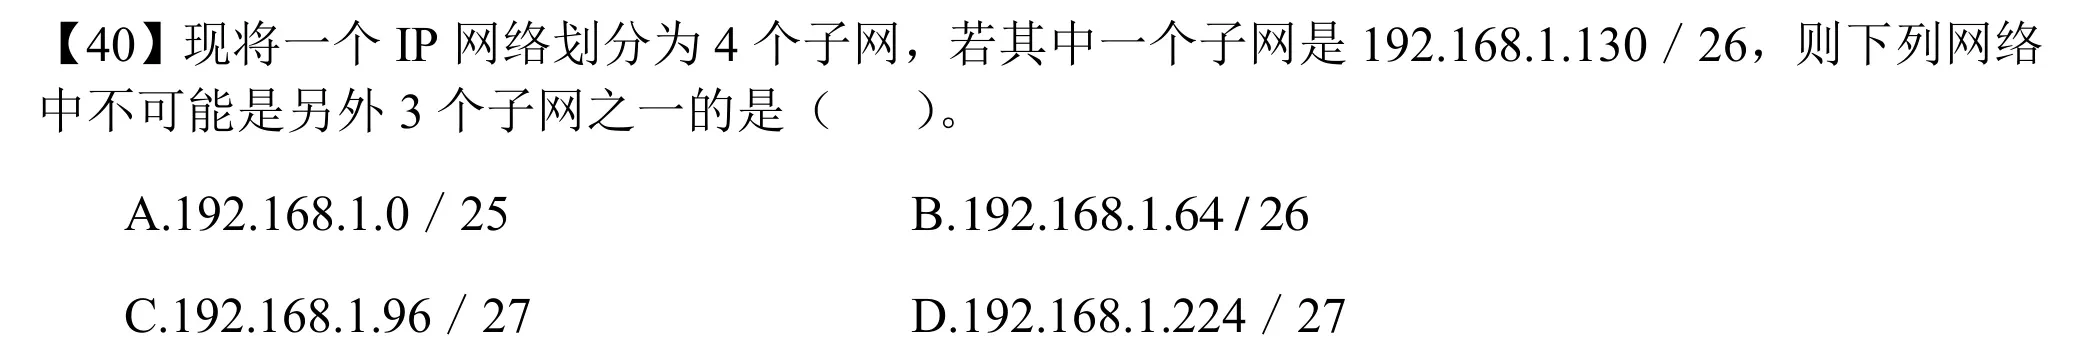 【40】现将一个 IP 网络划分为 4 个子网，若其中一个子网是 192.168.1.130 / 26，则下列网络
中不可能是另外 3 个子网之一的是（　　）。
A.192.168.1.0 / 25　　B.192.168.1.64 / 26
C.192.168.1.96 / 27　　D.192.168.1.224 / 27